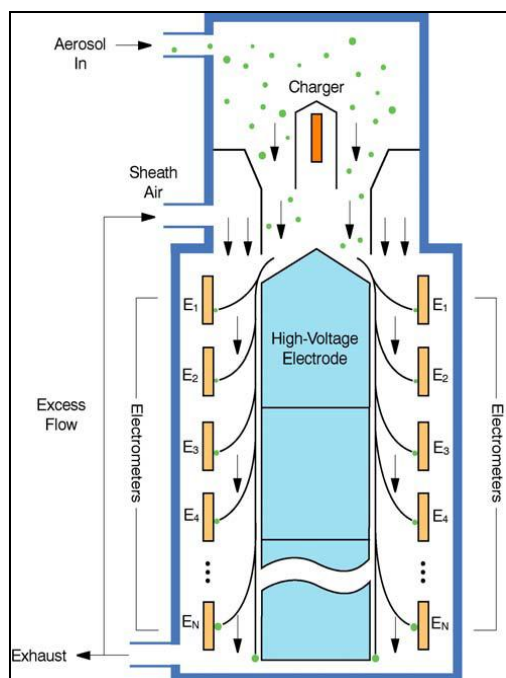 Aerosol
In
Charger
Sheath
Air
E1
E1
High-Voltage
Electrode
E2
E2
Excess
Flow
Electrometers
Electrometers
E3
E3
E4
E4
EN
EN
Exhaust